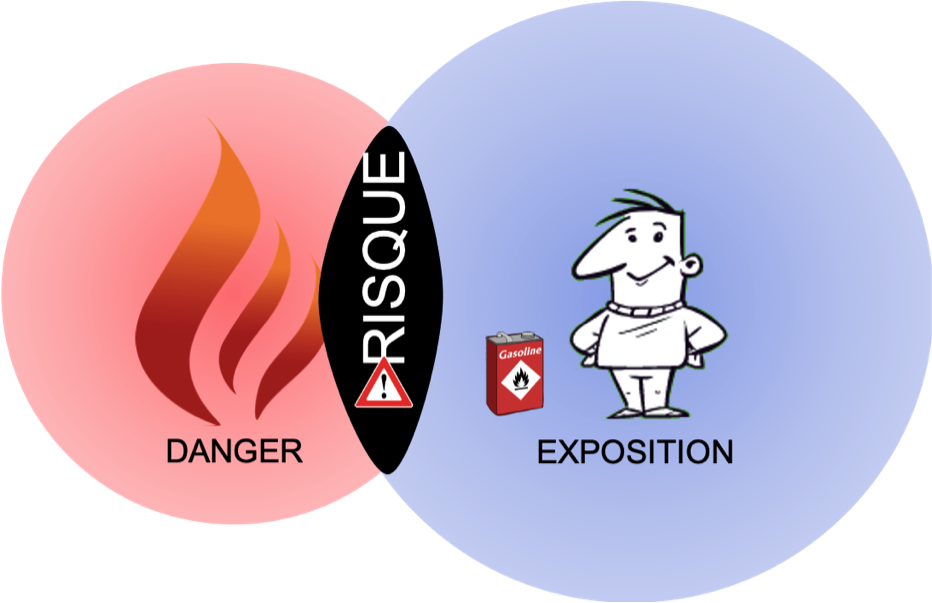 DANGER
RISQUE
!
Gasoline
EXPOSITION